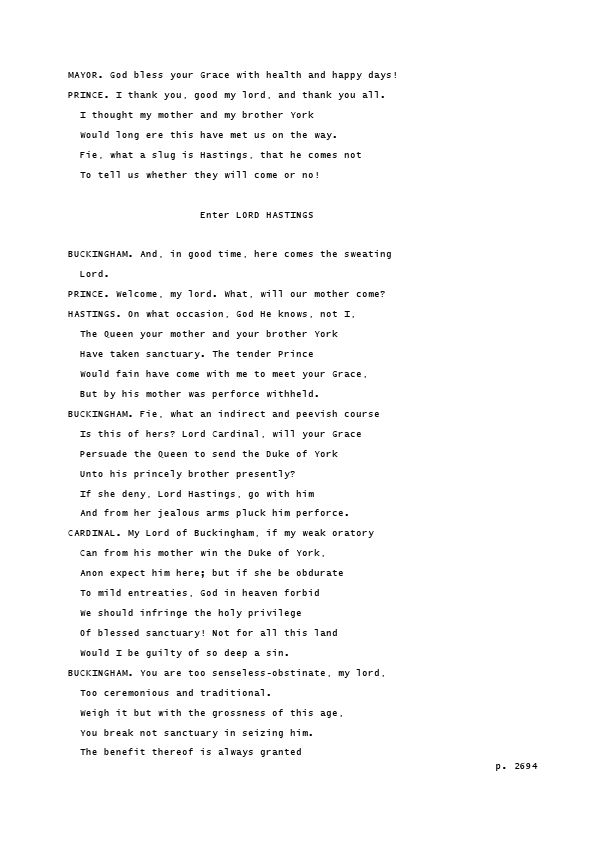 MAYOR. God bless your Grace with health and happy days!
PRINCE. I thank you, good my lord, and thank you all.
I thought my mother and my brother York
Would long ere this have met us on the way.
Fie, what a slug is Hastings, that he comes not
To tell us whether they will come or no!
Enter LORD HASTINGS
BUCKINGHAM. And, in good time, here comes the sweating
Lord.
PRINCE. Welcome, my lord. What, will our mother come?
HASTINGS. On what occasion, God He knows, not I,
The Queen your mother and your brother York
Have taken sanctuary. The tender Prince
Would fain have come with me to meet your Grace,
But by his mother was perforce withheld.
BUCKINGHAM. Fie, what an indirect and peevish course
Is this of hers? Lord Cardinal, will your Grace
Persuade the Queen to send the Duke of York
Unto his princely brother presently?
If she deny, Lord Hastings, go with him
And from her jealous arms pluck him perforce.
CARDINAL. My Lord of Buckingham, if my weak oratory
Can from his mother win the Duke of York,
Anon expect him here; but if she be obdurate
To mild entreaties, God in heaven forbid
We should infringe the holy privilege
Of blessed sanctuary! Not for all this land
Would I be guilty of so deep a sin.
BUCKINGHAM. You are too senseless-obstinate, my lord,
Too ceremonious and traditional.
Weigh it but with the grossness of this age,
You break not sanctuary in seizing him.
The benefit thereof is always granted
p. 2694